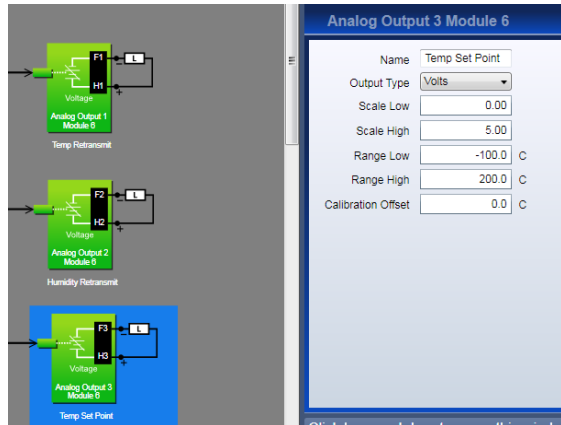 F1
L
H1
Voltage
Analog Output 1
Module 6
Temp Retransmit
F2
L
H2
Voltage
Analog Output 2
Module 6
Humidity Retransmit
F3
L
H3
Voltage
Analog Output 3
Module 6
Temp Set Point
Analog Output 3 Module 6
Name Temp Set Point
Output Type Volts
Scale Low 0.00
Scale High 5.00
Range Low -100.0 C
Range High 200.0 C
Calibration Offset 0.0 C